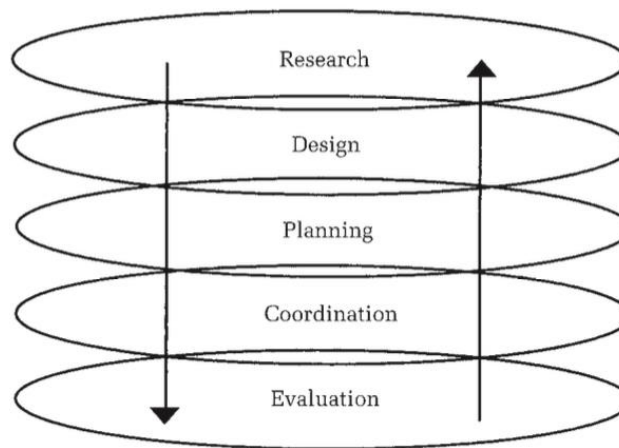 Research
Design
Planning
Coordination
Evaluation